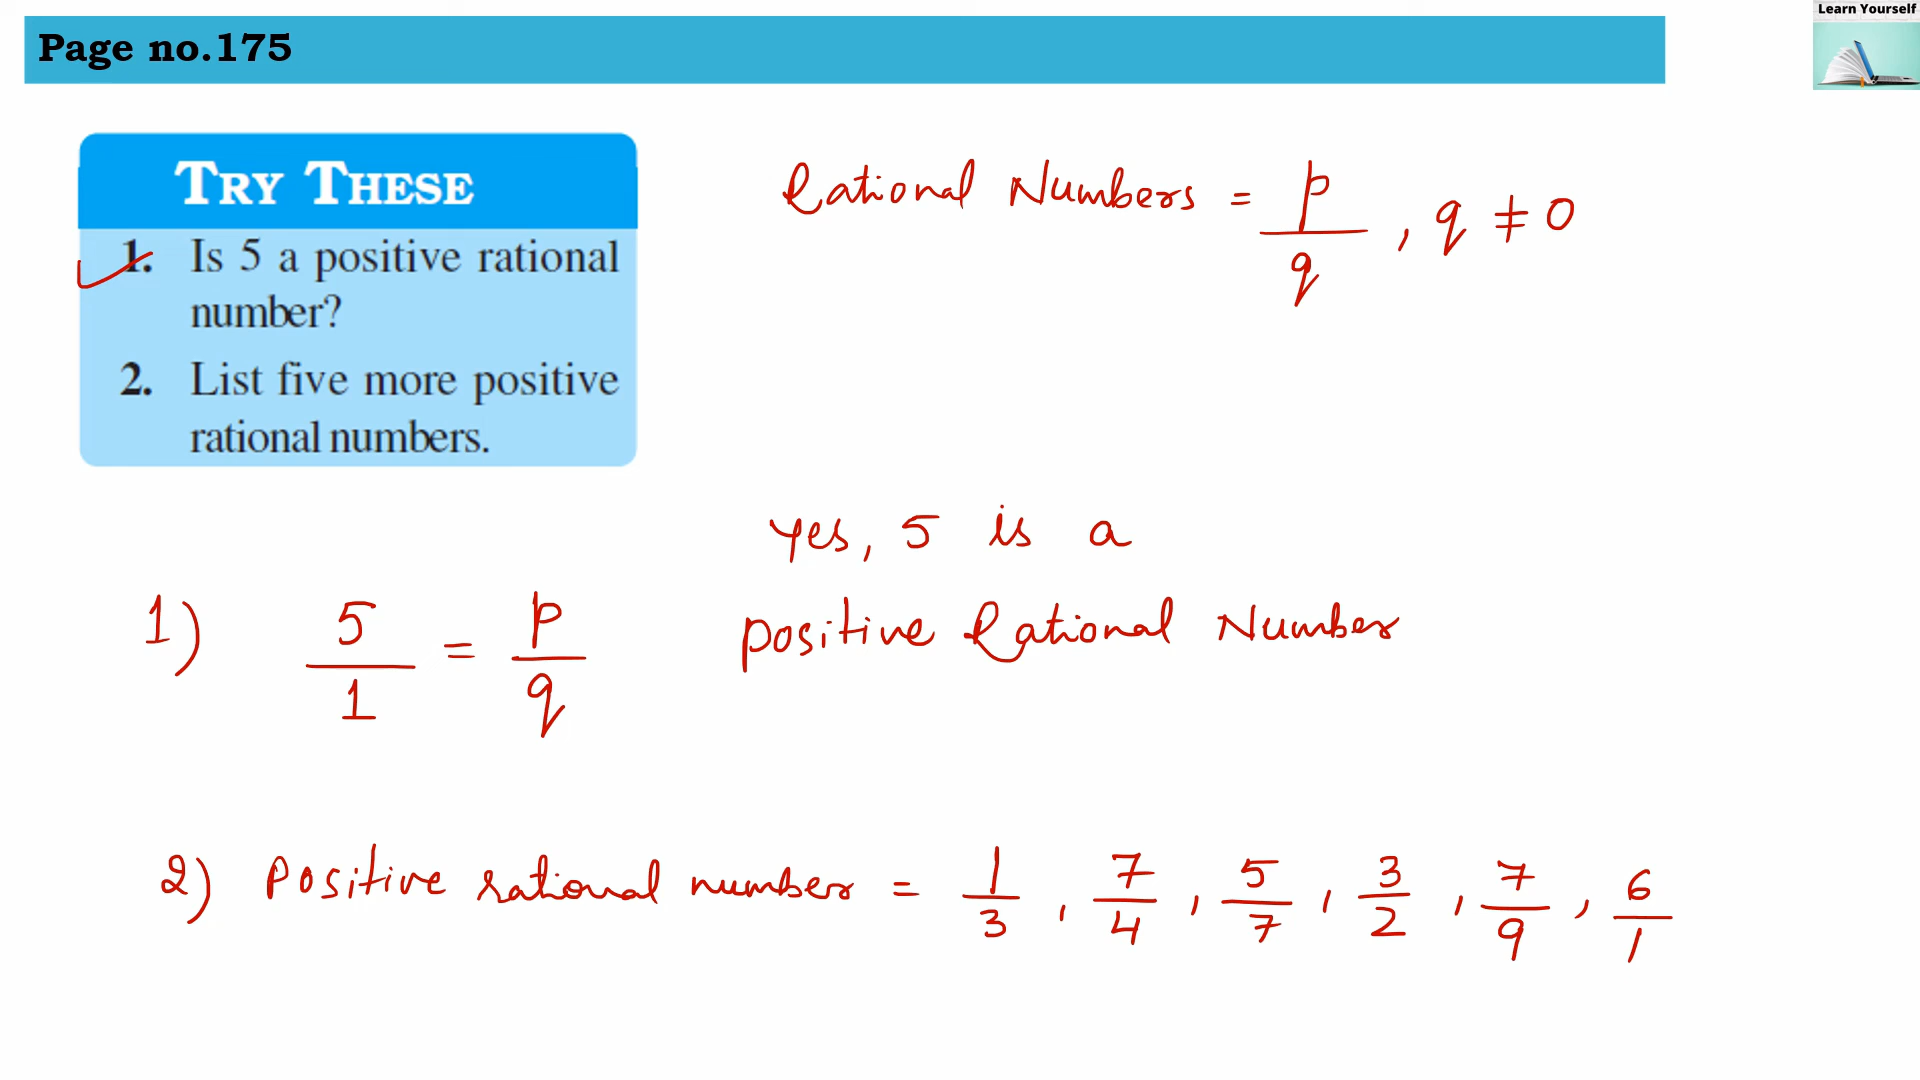 Learn Yourself
Page no.175
TRY THESE
1. Is 5 a positive rational
number?
2. List five more positive
rational numbers.
Rational Numbers = p/q , q ≠ 0
Yes, 5 is a
positive Rational Number
1) 5/1 = p/q
2) Positive rational number = 1/3 , 7/4 , 5/7 , 3/2 , 7/9 , 6/1